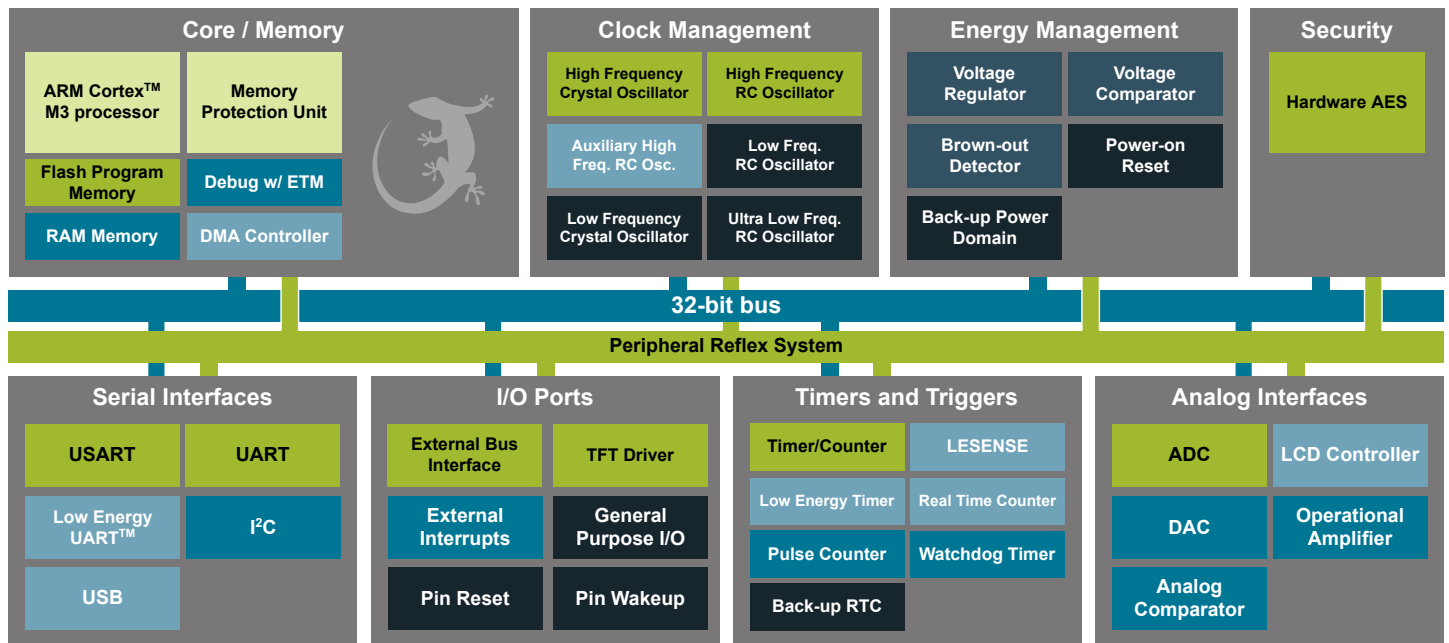 Core / Memory
ARM Cortex™
M3 processor
Memory
Protection Unit
Flash Program
Memory
Debug w/ ETM
RAM Memory
DMA Controller
Clock Management
High Frequency
Crystal Oscillator
High Frequency
RC Oscillator
Auxiliary High
Freq. RC Osc.
Low Freq.
RC Oscillator
Low Frequency
Crystal Oscillator
Ultra Low Freq.
RC Oscillator
Energy Management
Voltage
Regulator
Voltage
Comparator
Brown-out
Detector
Power-on
Reset
Back-up Power
Domain
Security
Hardware AES
32-bit bus
Peripheral Reflex System
Serial Interfaces
USART
UART
Low Energy
UART™
I²C
USB
I/O Ports
External Bus
Interface
TFT Driver
External
Interrupts
General
Purpose I/O
Pin Reset
Pin Wakeup
Timers and Triggers
Timer/Counter
LESENSE
Low Energy Timer
Real Time Counter
Pulse Counter
Watchdog Timer
Back-up RTC
Analog Interfaces
ADC
LCD Controller
DAC
Operational
Amplifier
Analog
Comparator